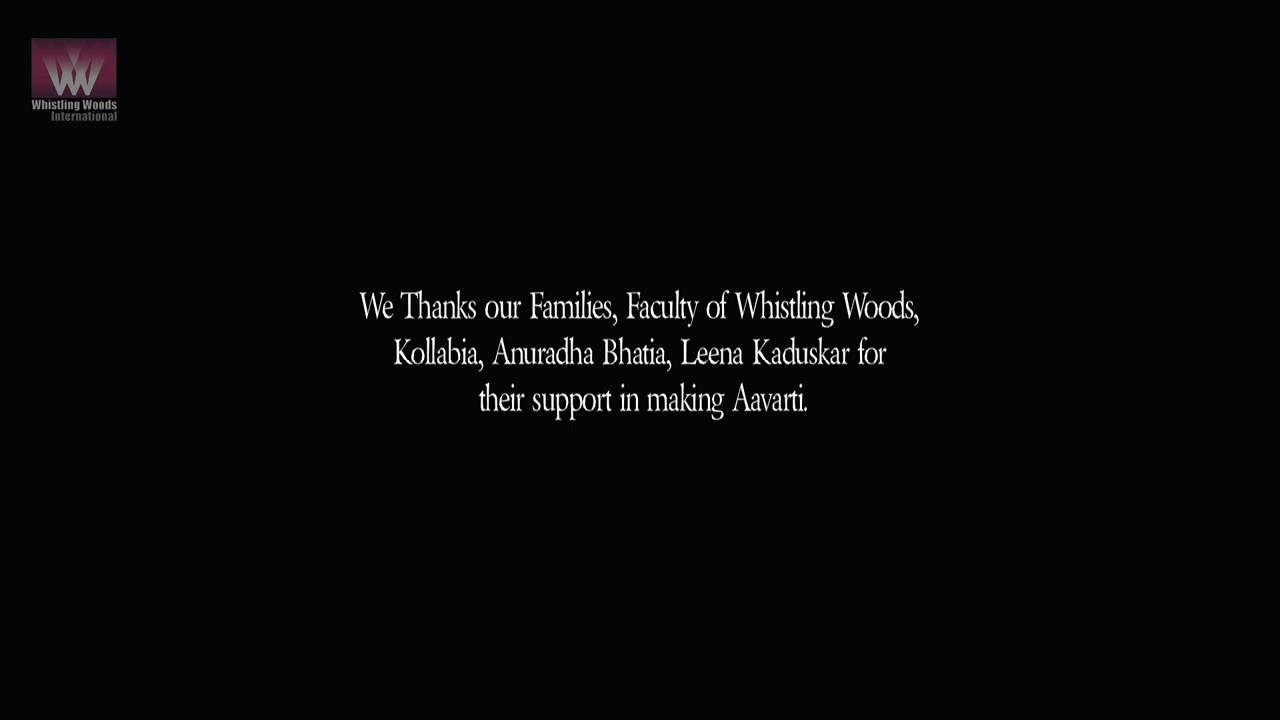 Whistling Woods
International
We Thanks our Families, Faculty of Whistling Woods,
Kollabia, Anuradha Bhatia, Leena Kaduskar for
their support in making Aavarti.